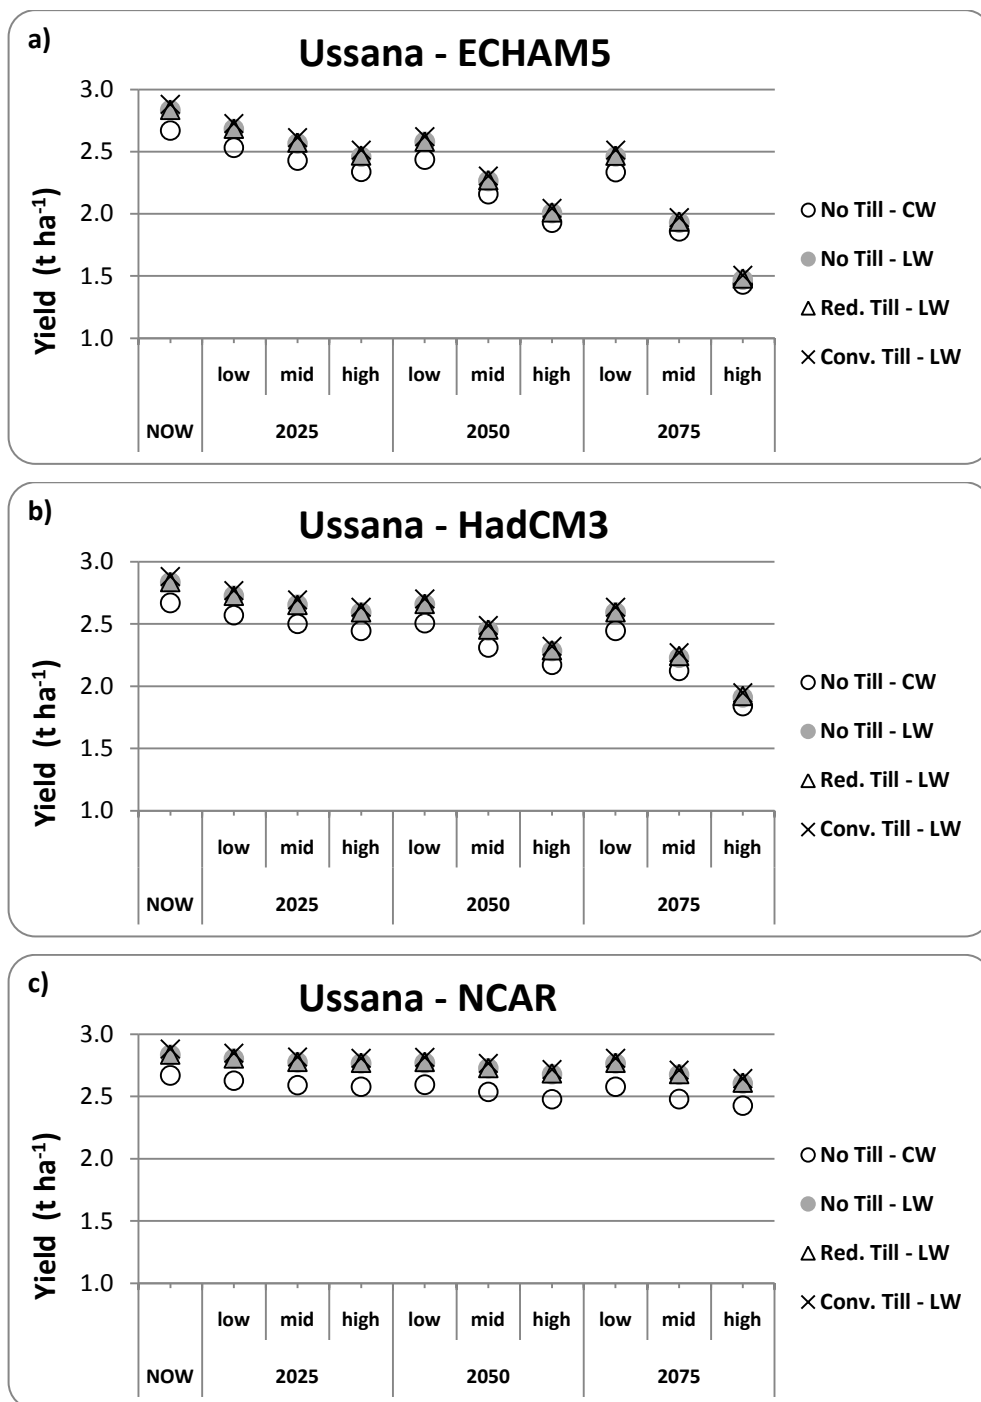 a)
Ussana - ECHAM5
Yield (t ha-1)
3.0
2.5
2.0
1.5
1.0
low mid high low mid high low mid high
NOW 2025 2050 2075
No Till - CW
No Till - LW
Red. Till - LW
Conv. Till - LW
b)
Ussana - HadCM3
Yield (t ha-1)
3.0
2.5
2.0
1.5
1.0
low mid high low mid high low mid high
NOW 2025 2050 2075
No Till - CW
No Till - LW
Red. Till - LW
Conv. Till - LW
c)
Ussana - NCAR
Yield (t ha-1)
3.0
2.5
2.0
1.5
1.0
low mid high low mid high low mid high
NOW 2025 2050 2075
No Till - CW
No Till - LW
Red. Till - LW
Conv. Till - LW